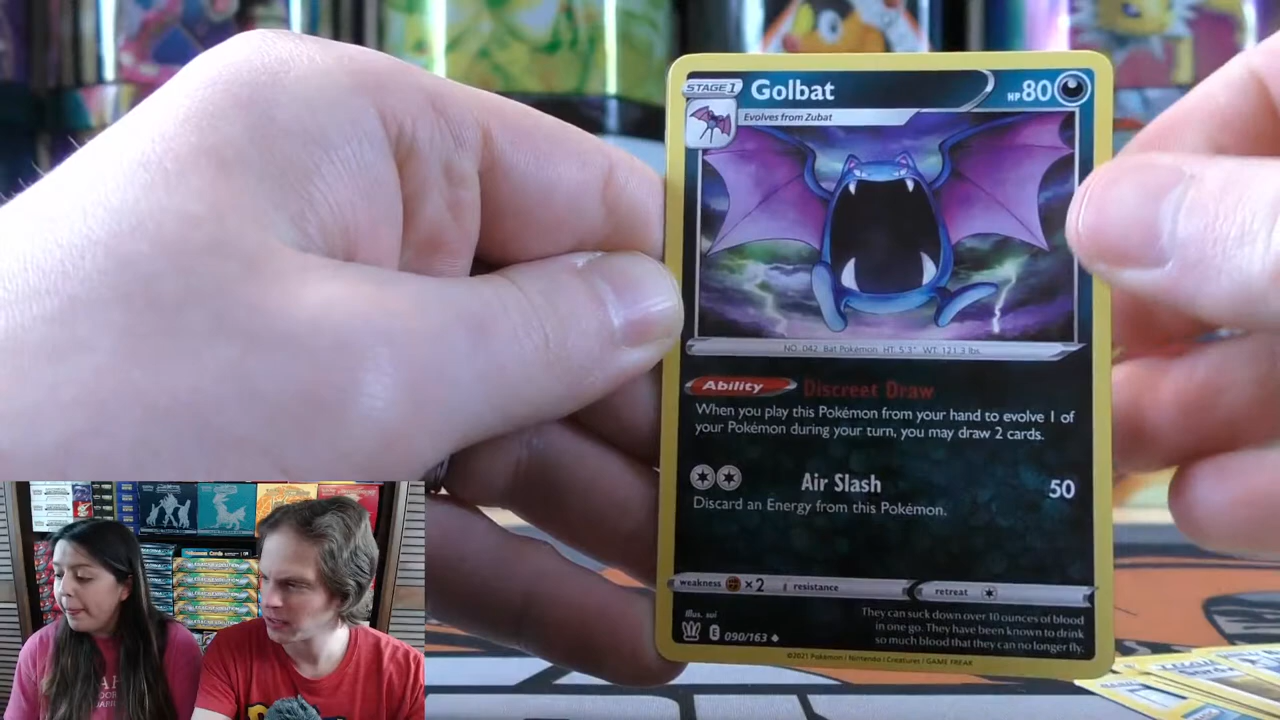 STAGE 1
Golbat
HP 80
Evolves from Zubat
NO. 042 Bat Pokémon HT: 5'3" WT: 121.3 lbs.
Ability Discreet Draw
When you play this Pokémon from your hand to evolve 1 of
your Pokémon during your turn, you may draw 2 cards.
Air Slash 50
Discard an Energy from this Pokémon.
weakness ×2 resistance retreat
Illus. sui
They can suck down over 10 ounces of blood
in one go. They have been known to drink
so much blood that they can no longer fly.
E 090/163
©2021 Pokémon / Nintendo / Creatures / GAME FREAK